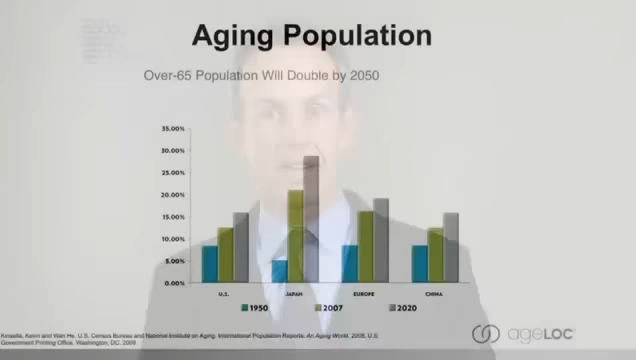 Aging Population
Over-65 Population Will Double by 2050
35.00%
30.00%
25.00%
20.00%
15.00%
10.00%
5.00%
0.00%
U.S. JAPAN EUROPE CHINA
1950 2007 2020
Kinsella, Kevin and Wan He, U.S. Census Bureau and National Institute on Aging, International Population Reports, An Aging World: 2008, U.S
Government Printing Office, Washington, DC, 2009
ageLOC